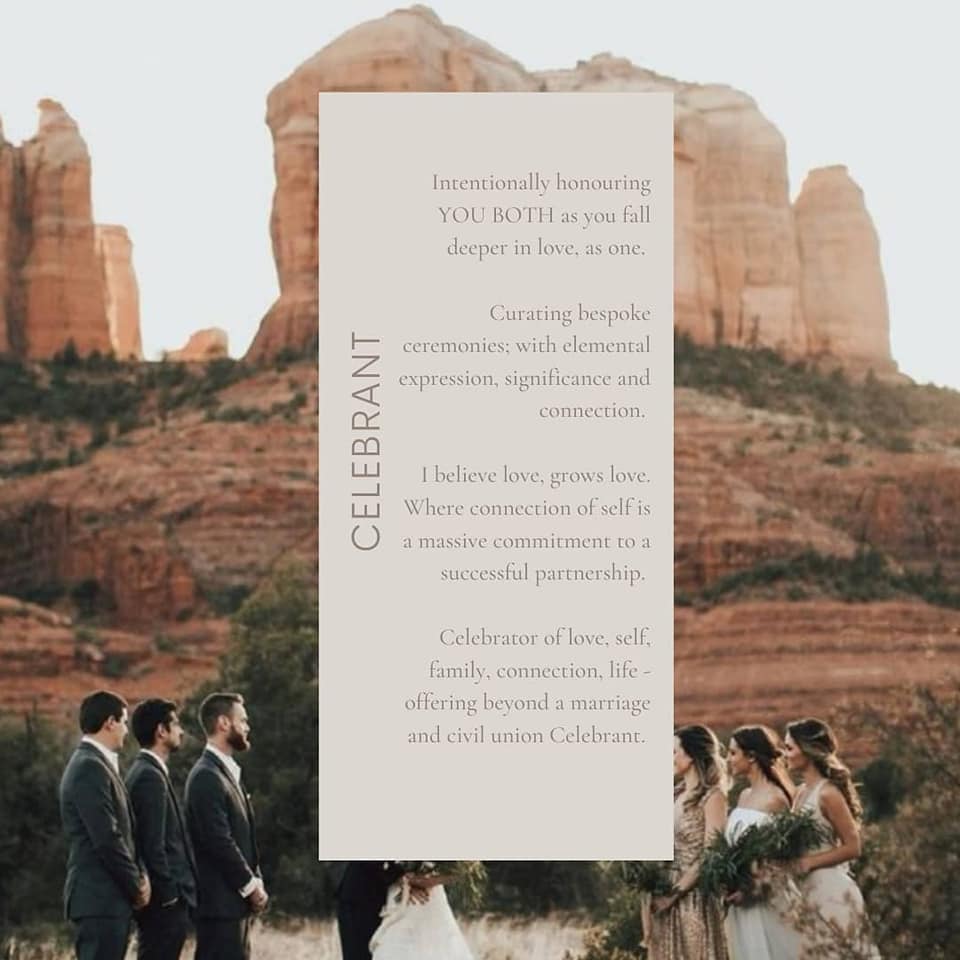 CELEBRANT
Intentionally honouring
YOU BOTH as you fall
deeper in love, as one.
Curating bespoke
ceremonies; with elemental
expression, significance and
connection.
I believe love, grows love.
Where connection of self is
a massive commitment to a
successful partnership.
Celebrator of love, self,
family, connection, life -
offering beyond a marriage
and civil union Celebrant.